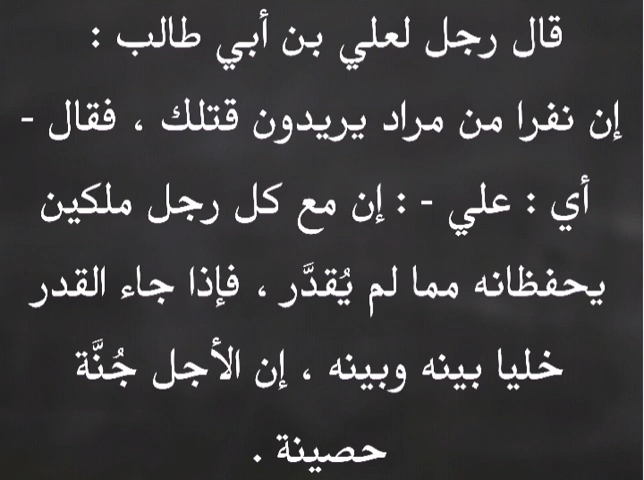 قال رجل لعلي بن أبي طالب :
إن نفرا من مراد يريدون قتلك ، فقال -
أي : علي - : إن مع كل رجل ملكين
يحفظانه مما لم يُقدَّر ، فإذا جاء القدر
خليا بينه وبينه ، إن الأجل جُنَّة
حصينة .